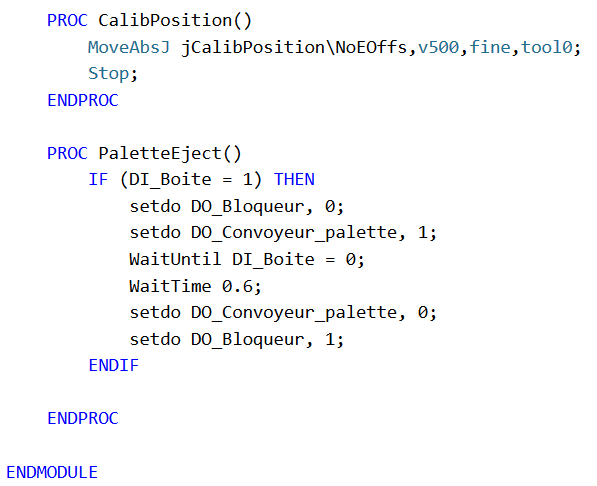 PROC CalibPosition()
MoveAbsJ jCalibPosition\NoEOffs,v500,fine,tool0;
Stop;
ENDPROC
PROC PaletteEject()
IF (DI_Boite = 1) THEN
setdo DO_Bloqueur, 0;
setdo DO_Convoyeur_palette, 1;
WaitUntil DI_Boite = 0;
WaitTime 0.6;
setdo DO_Convoyeur_palette, 0;
setdo DO_Bloqueur, 1;
ENDIF
ENDPROC
ENDMODULE